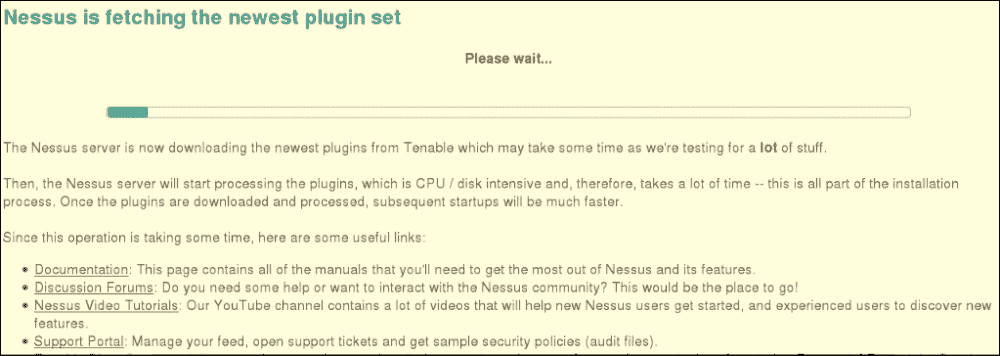 Nessus is fetching the newest plugin set
Please wait...
The Nessus server is now downloading the newest plugins from Tenable which may take some time as we're testing for a lot of stuff.
Then, the Nessus server will start processing the plugins, which is CPU / disk intensive and, therefore, takes a lot of time -- this is all part of the installation
process. Once the plugins are downloaded and processed, subsequent startups will be much faster.
Since this operation is taking some time, here are some useful links:
• Documentation: This page contains all of the manuals that you'll need to get the most out of Nessus and its features.
• Discussion Forums: Do you need some help or want to interact with the Nessus community? This would be the place to go!
• Nessus Video Tutorials: Our YouTube channel contains a lot of videos that will help new Nessus users get started, and experienced users to discover new
features.
• Support Portal: Manage your feed, open support tickets and get sample security policies (audit files).